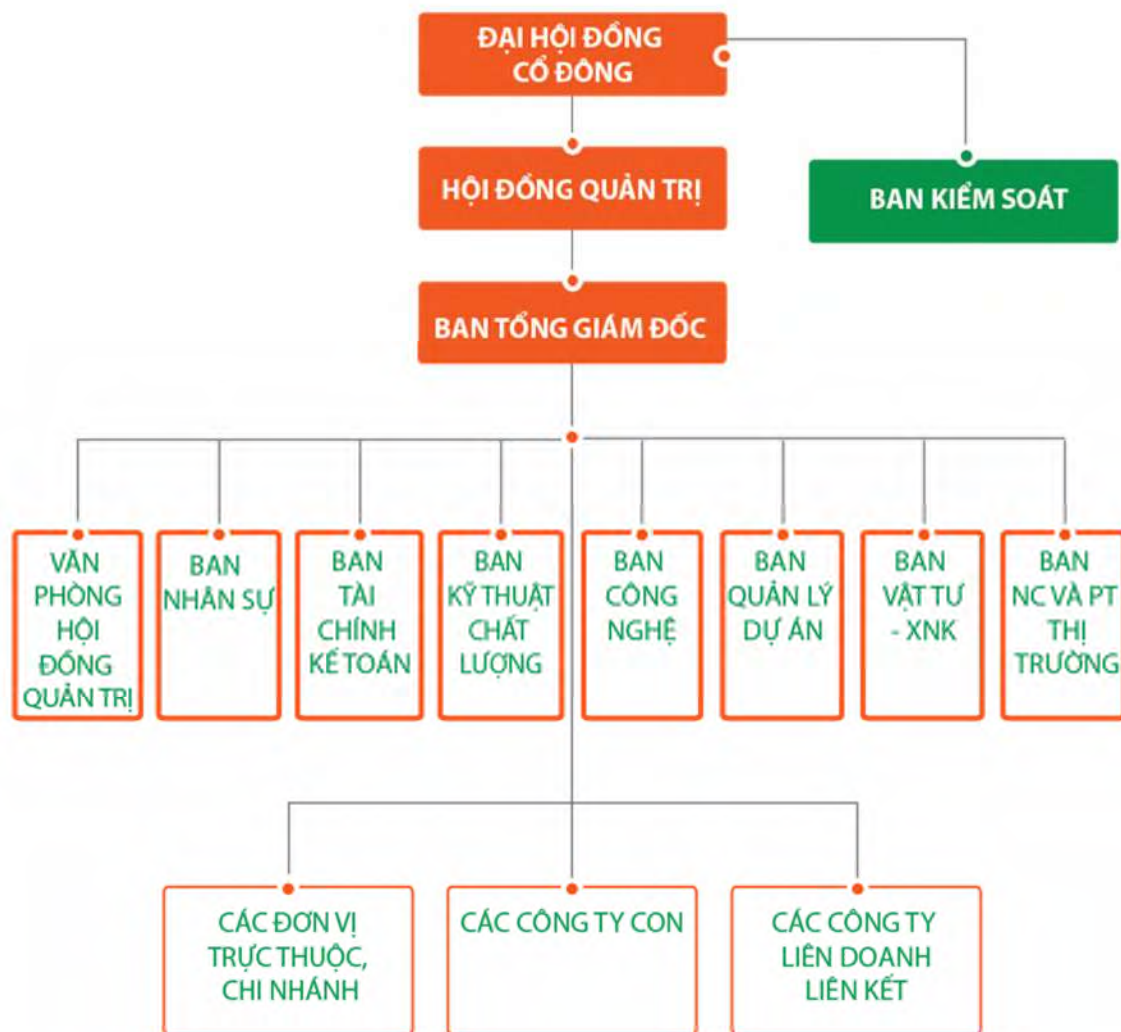 ĐẠI HỘI ĐỒNG
CỔ ĐÔNG
HỘI ĐỒNG QUẢN TRỊ
BAN KIỂM SOÁT
BAN TỔNG GIÁM ĐỐC
VĂN
PHÒNG
HỘI
ĐỒNG
QUẢN TRỊ
BAN
NHÂN SỰ
BAN
TÀI
CHÍNH
KẾ TOÁN
BAN
KỸ THUẬT
CHẤT
LƯỢNG
BAN
CÔNG
NGHỆ
BAN
QUẢN LÝ
DỰ ÁN
BAN
VẬT TƯ
- XNK
BAN
NC VÀ PT
THỊ
TRƯỜNG
CÁC ĐƠN VỊ
TRỰC THUỘC,
CHI NHÁNH
CÁC CÔNG TY CON
CÁC CÔNG TY
LIÊN DOANH
LIÊN KẾT